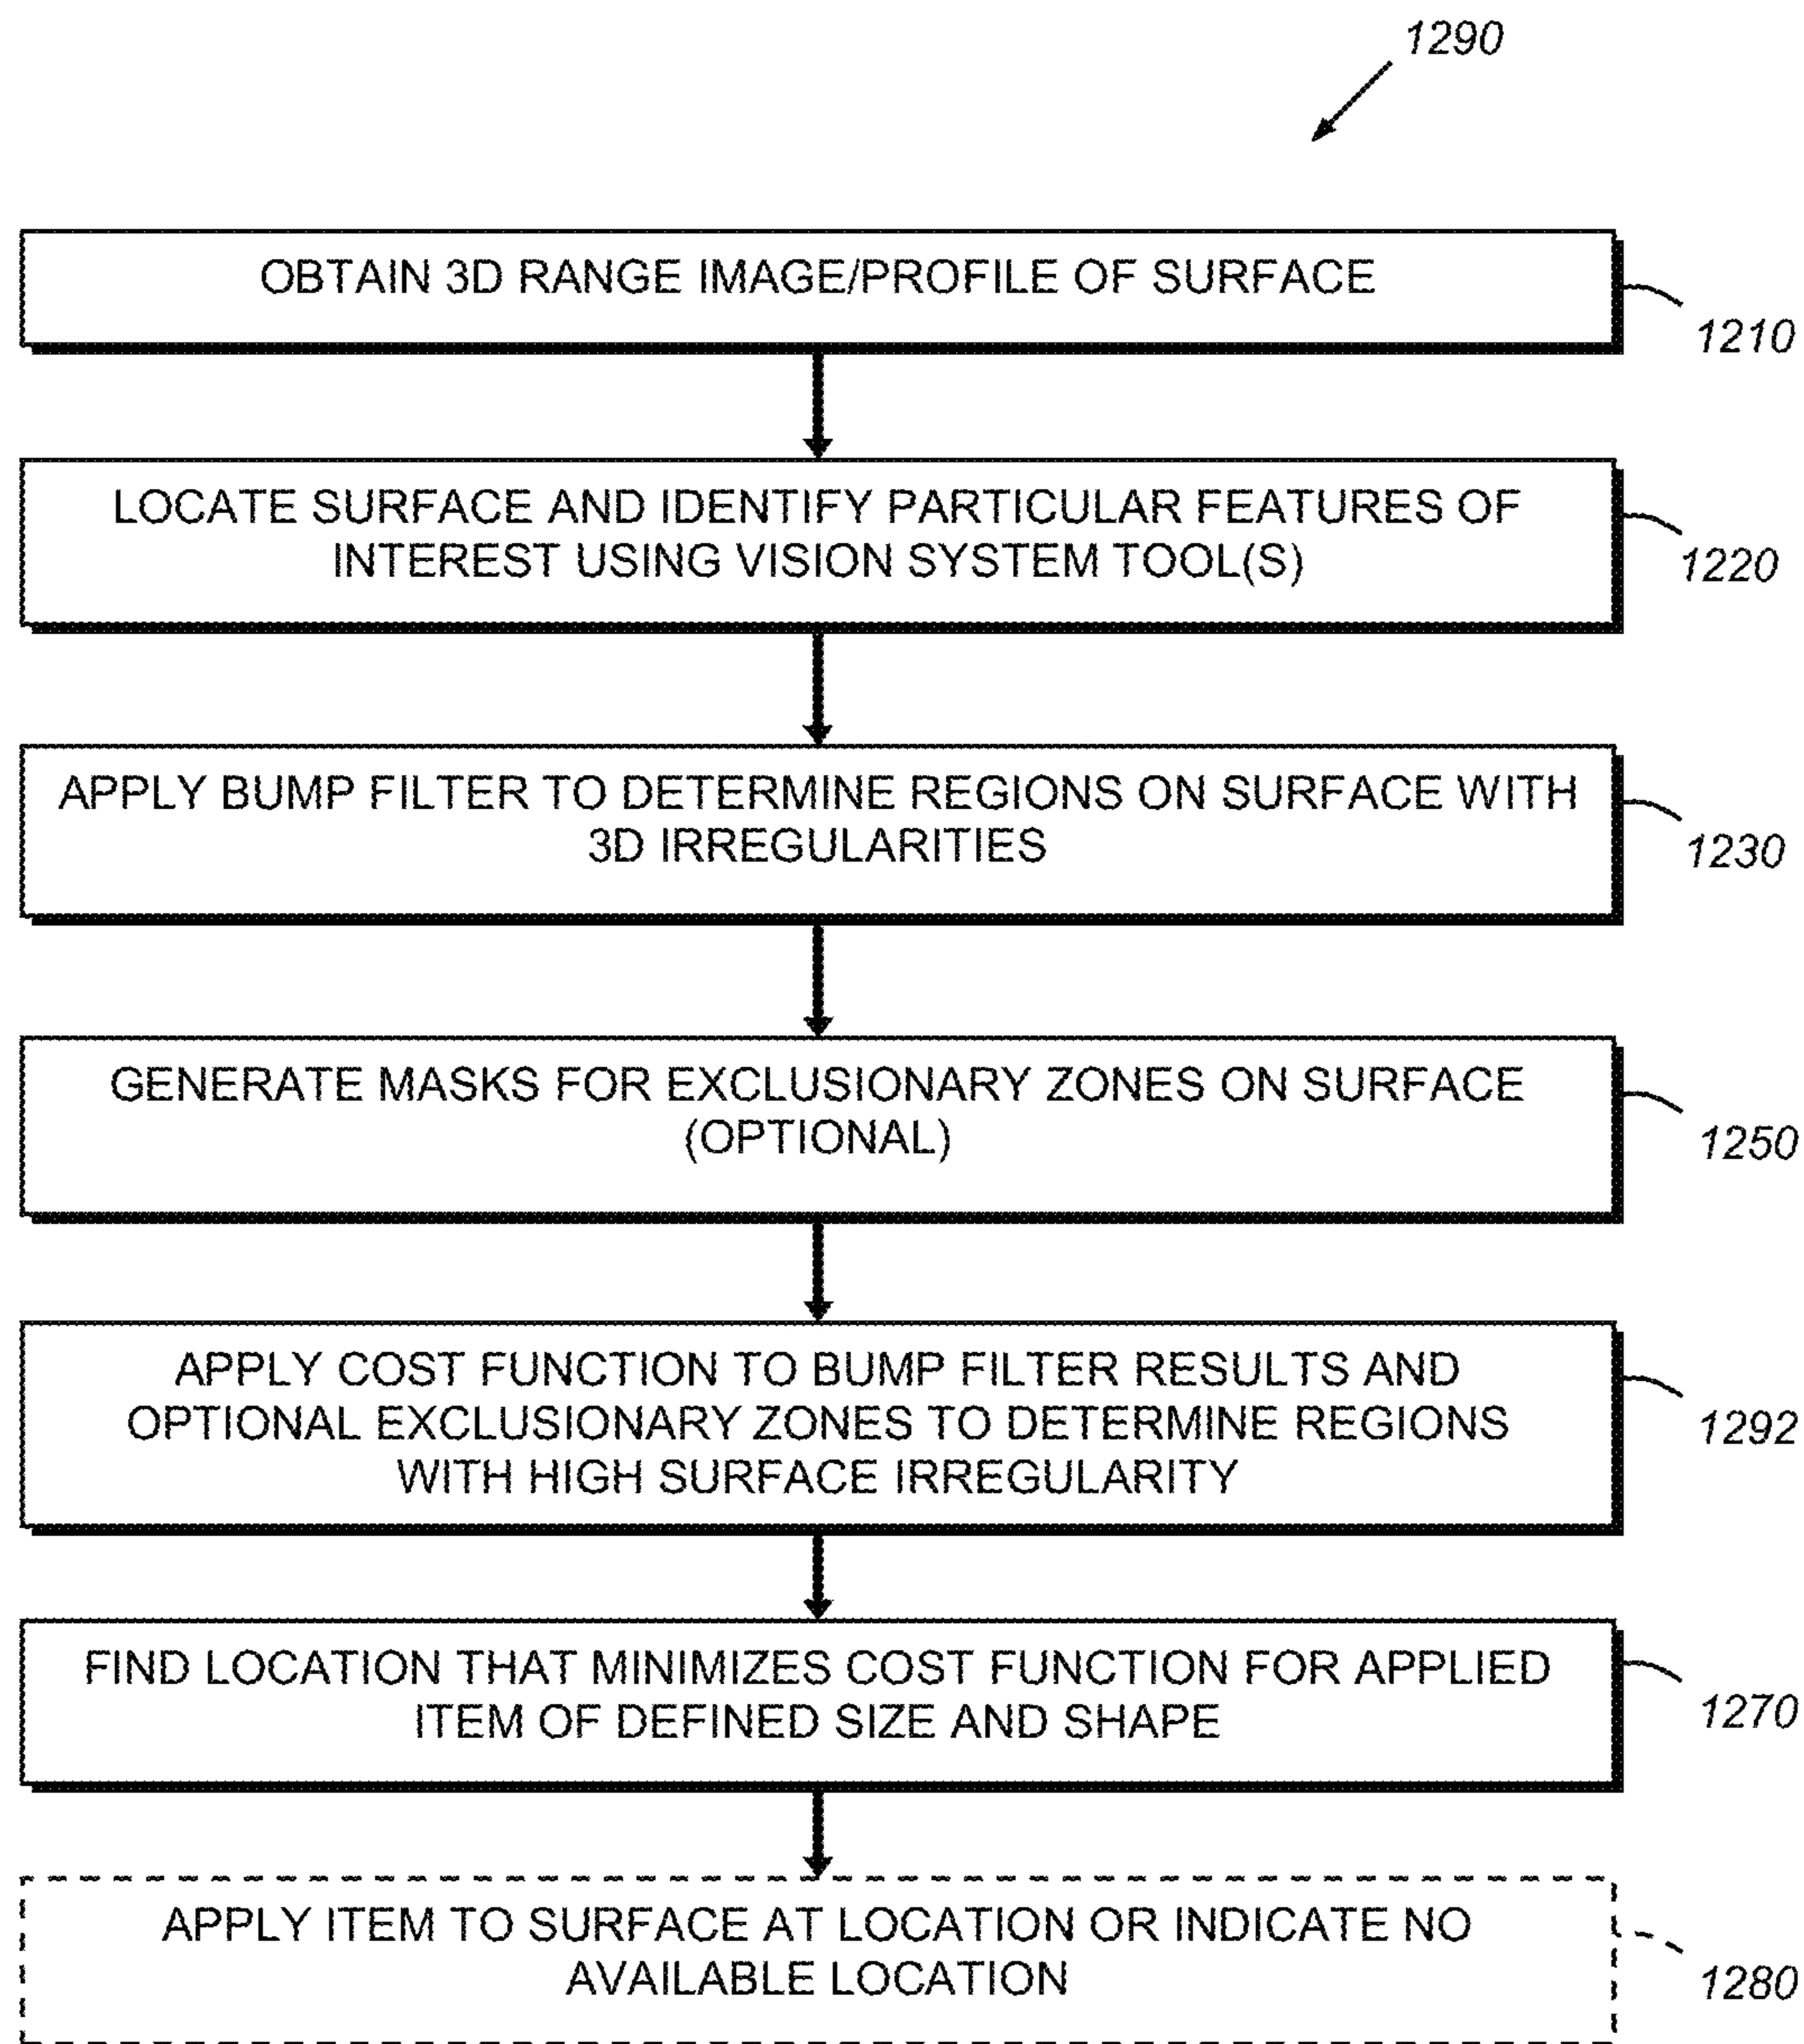 1290
OBTAIN 3D RANGE IMAGE/PROFILE OF SURFACE
1210
LOCATE SURFACE AND IDENTIFY PARTICULAR FEATURES OF
INTEREST USING VISION SYSTEM TOOL(S)
1220
APPLY BUMP FILTER TO DETERMINE REGIONS ON SURFACE WITH
3D IRREGULARITIES
1230
GENERATE MASKS FOR EXCLUSIONARY ZONES ON SURFACE
(OPTIONAL)
1250
APPLY COST FUNCTION TO BUMP FILTER RESULTS AND
OPTIONAL EXCLUSIONARY ZONES TO DETERMINE REGIONS
WITH HIGH SURFACE IRREGULARITY
1292
FIND LOCATION THAT MINIMIZES COST FUNCTION FOR APPLIED
ITEM OF DEFINED SIZE AND SHAPE
1270
APPLY ITEM TO SURFACE AT LOCATION OR INDICATE NO
AVAILABLE LOCATION
1280